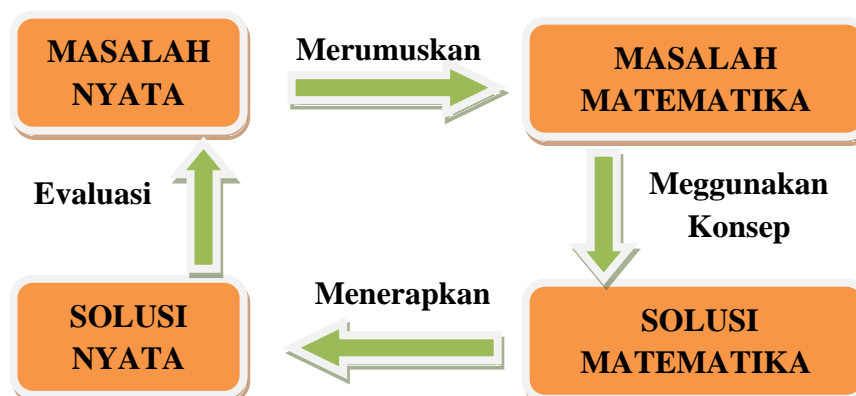 MASALAH
NYATA
Merumuskan
MASALAH
MATEMATIKA
Evaluasi
Meggunakan
Konsep
SOLUSI
NYATA
Menerapkan
SOLUSI
MATEMATIKA